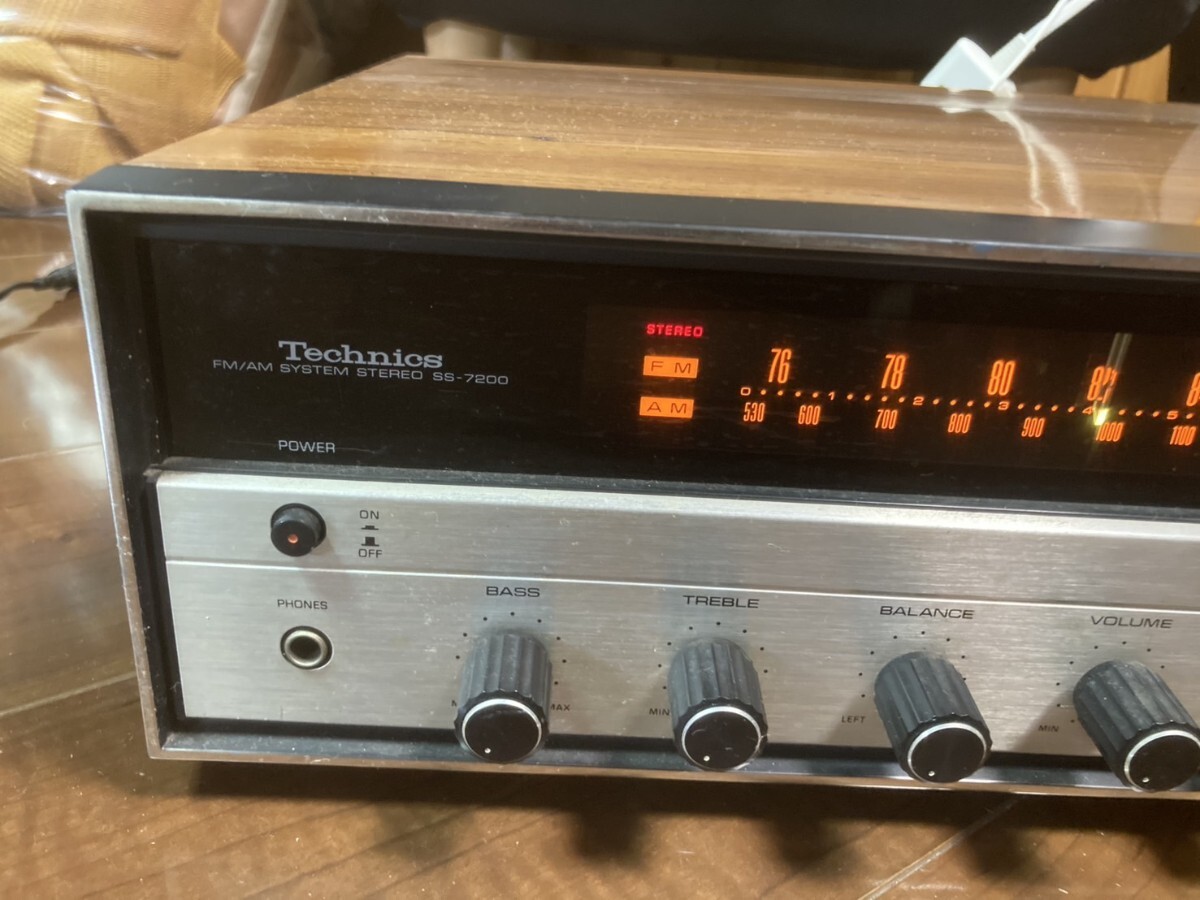 Technics
FM/AM SYSTEM STEREO SS-7200
STEREO
FM
76 78 80 82
0 1 2 3 4 5
AM
530 600 700 800 900 1000 1100
POWER
ON
OFF
PHONES
BASS
TREBLE
BALANCE
VOLUME
MAX
MIN
LEFT
MIN